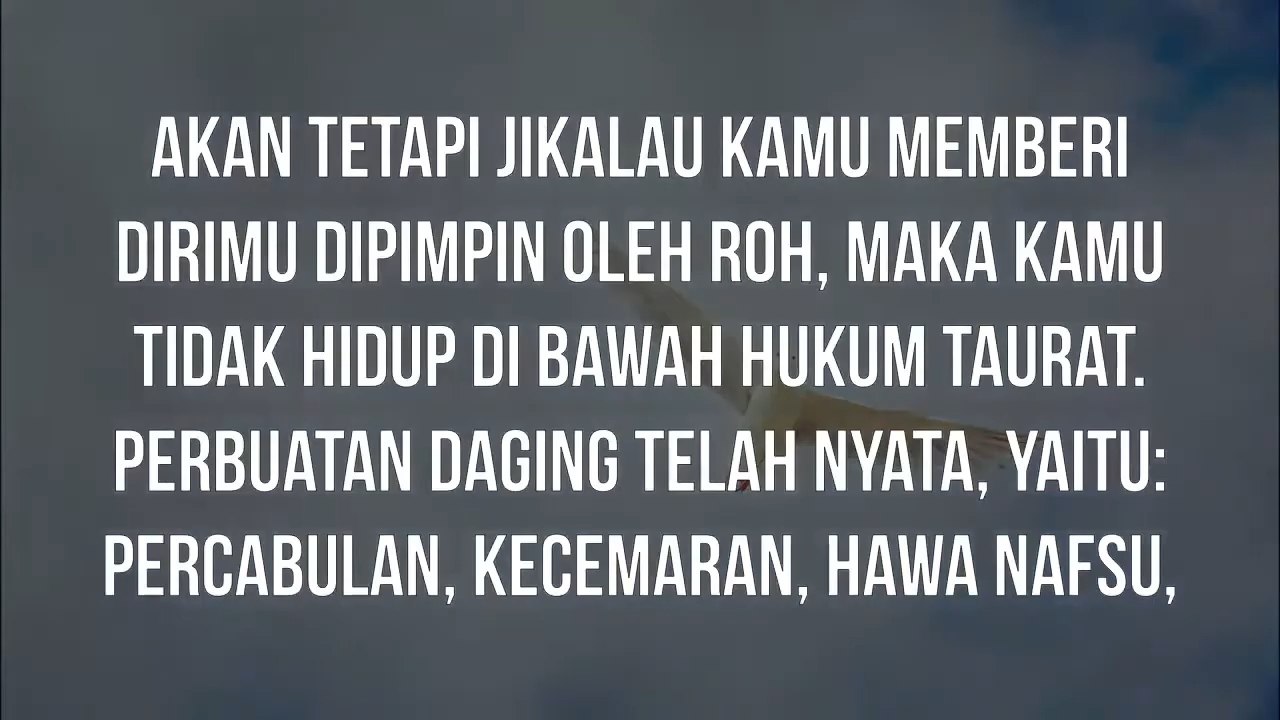 AKAN TETAPI JIKALAU KAMU MEMBERI
DIRIMU DIPIMPIN OLEH ROH, MAKA KAMU
TIDAK HIDUP DI BAWAH HUKUM TAURAT.
PERBUATAN DAGING TELAH NYATA, YAITU:
PERCABULAN, KECEMARAN, HAWA NAFSU,